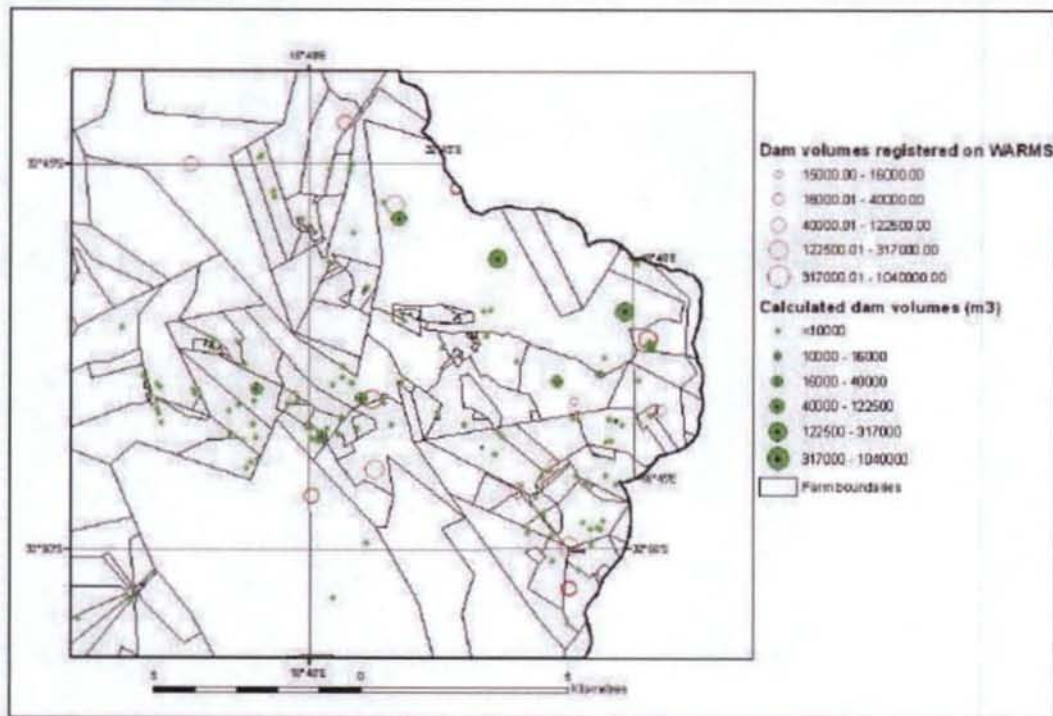 32°45'S
Dam volumes registered on WARMS
15000.00 - 16000.00
16000.01 - 40000.00
40000.01 - 122500.00
122500.01 - 317000.00
317000.01 - 1040000.00
Calculated dam volumes (m3)
<10000
10000 - 16000
16000 - 40000
40000 - 122500
122500 - 317000
317000 - 1040000
Farm boundaries
5 0 5
Kilometres